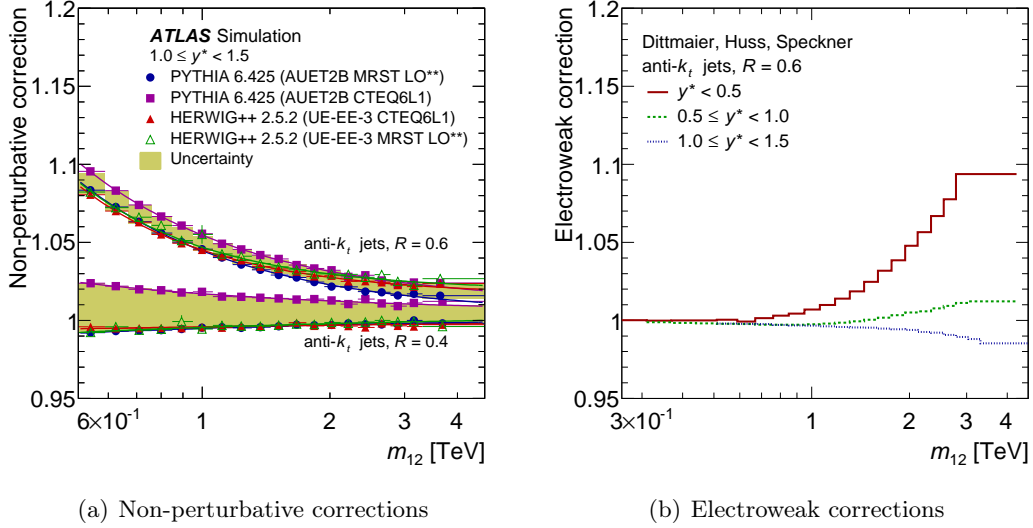 Non-perturbative correction
1.2
1.15
1.1
1.05
1
0.95
ATLAS Simulation
1.0 ≤ y* < 1.5
PYTHIA 6.425 (AUET2B MRST LO**)
PYTHIA 6.425 (AUET2B CTEQ6L1)
HERWIG++ 2.5.2 (UE-EE-3 CTEQ6L1)
HERWIG++ 2.5.2 (UE-EE-3 MRST LO**)
Uncertainty
anti-kₜ jets, R = 0.6
anti-kₜ jets, R = 0.4
6×10⁻¹ 1 2 3 4
m₁₂ [TeV]
(a) Non-perturbative corrections
Electroweak correction
1.2
1.15
1.1
1.05
1
0.95
Dittmaier, Huss, Speckner
anti-kₜ jets, R = 0.6
y* < 0.5
0.5 ≤ y* < 1.0
1.0 ≤ y* < 1.5
3×10⁻¹ 1 2 3 4
m₁₂ [TeV]
(b) Electroweak corrections